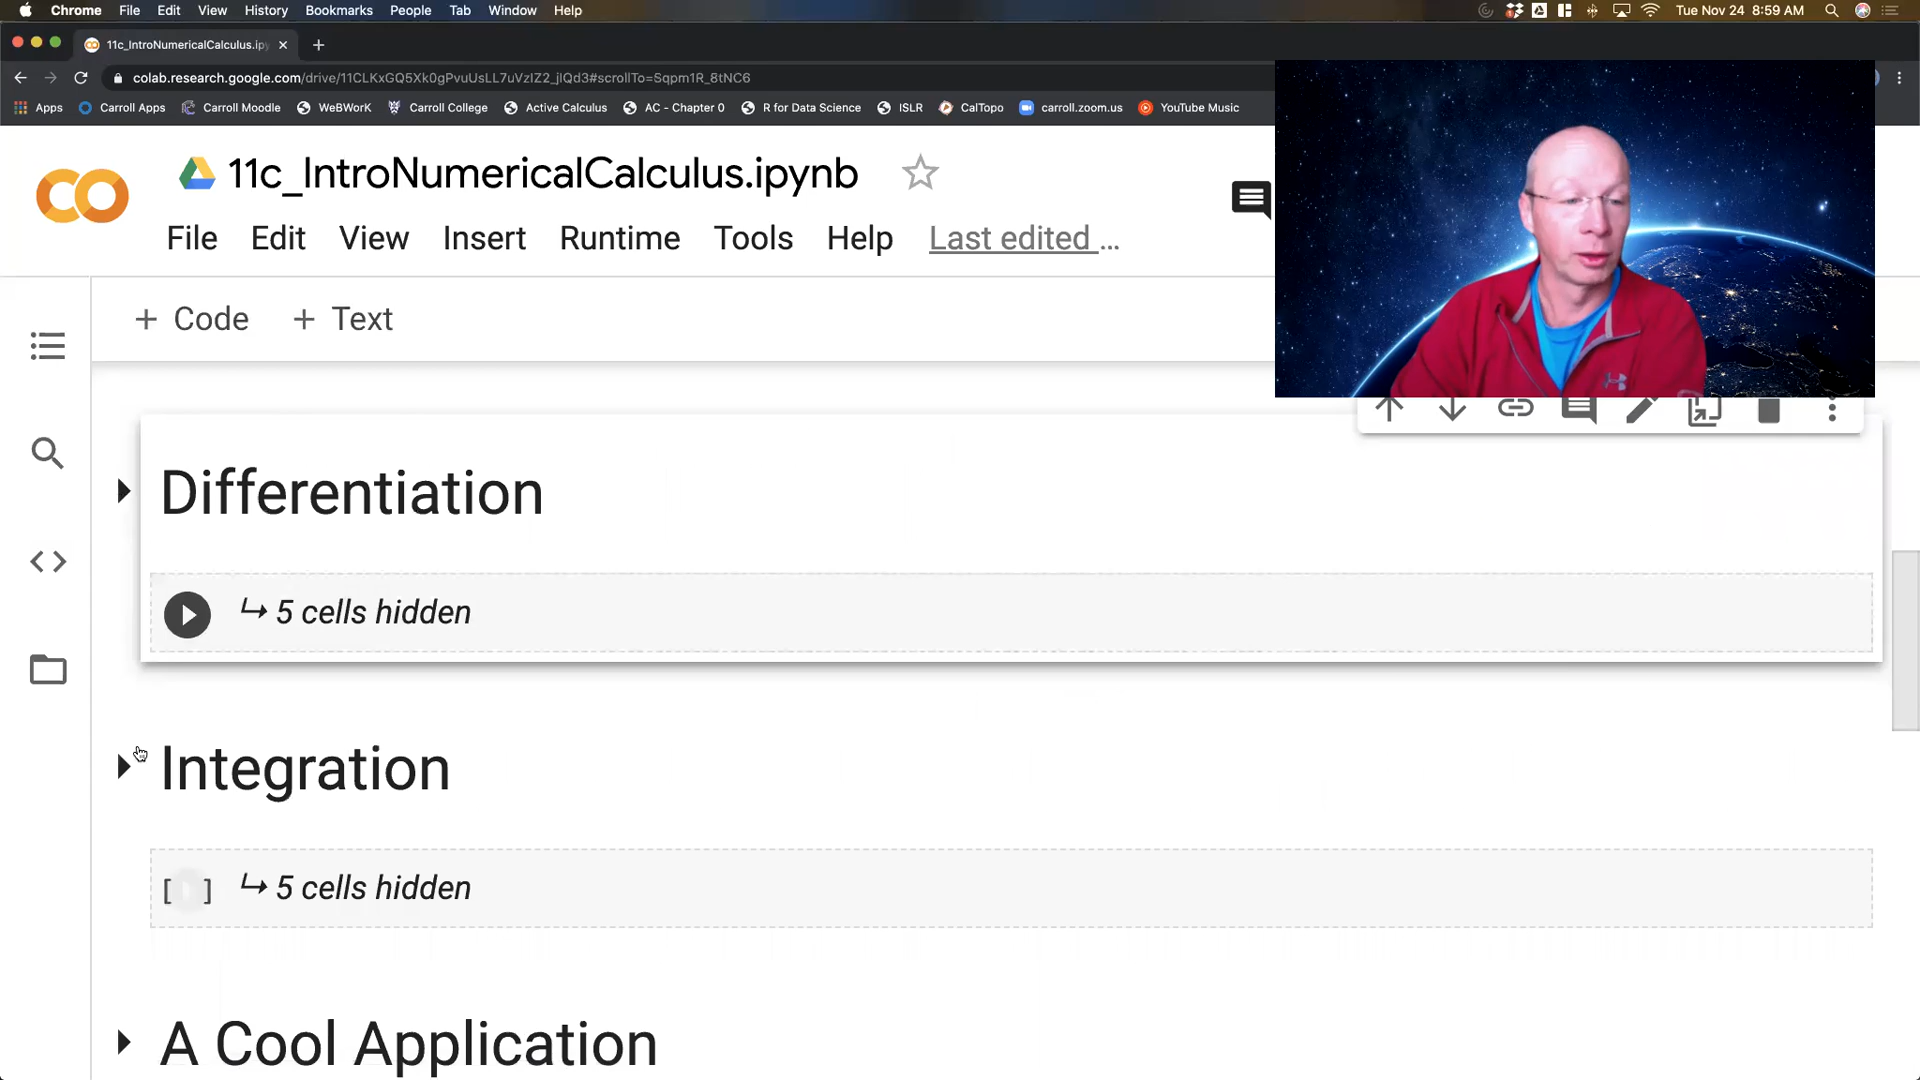 Chrome File Edit View History Bookmarks People Tab Window Help Tue Nov 24 8:59 AM
11c_IntroNumericalCalculus.ipy
colab.research.google.com/drive/11CLKxGQ5Xk0gPvuUsLL7uVzIZ2_jIQd3#scrollTo=Sqpm1R_8tNC6
Apps Carroll Apps Carroll Moodle WeBWorK Carroll College Active Calculus AC - Chapter 0 R for Data Science ISLR CalTopo carroll.zoom.us YouTube Music
11c_IntroNumericalCalculus.ipynb
File Edit View Insert Runtime Tools Help Last edited ...
+ Code + Text
Differentiation
↳ 5 cells hidden
Integration
[ ] ↳ 5 cells hidden
A Cool Application